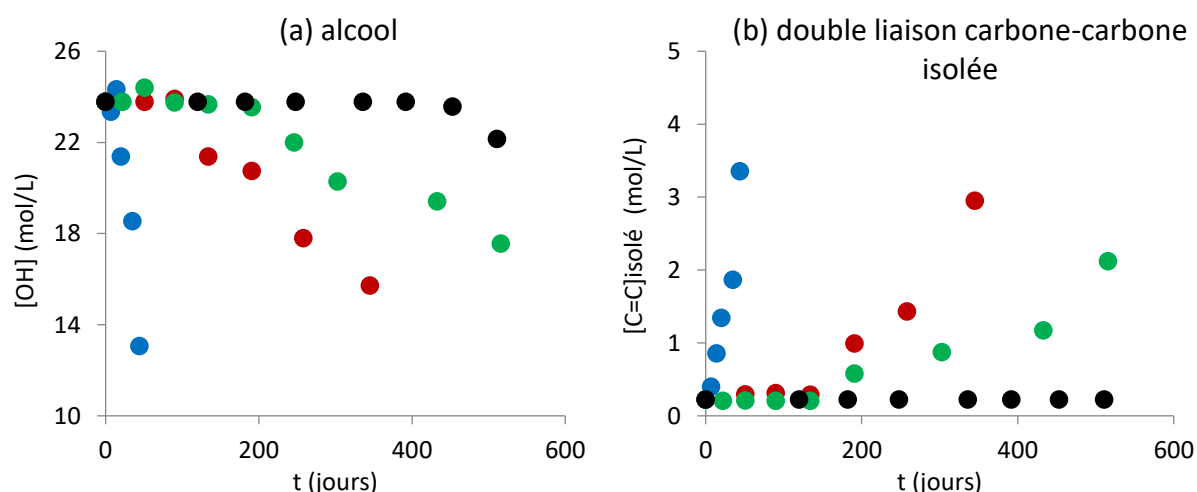 (a) alcool
26
22
18
14
10
[OH] (mol/L)
0
200
400
600
t (jours)
(b) double liaison carbone-carbone
isolée
5
4
3
2
1
0
[C=C]isolé (mol/L)
0
200
400
600
t (jours)